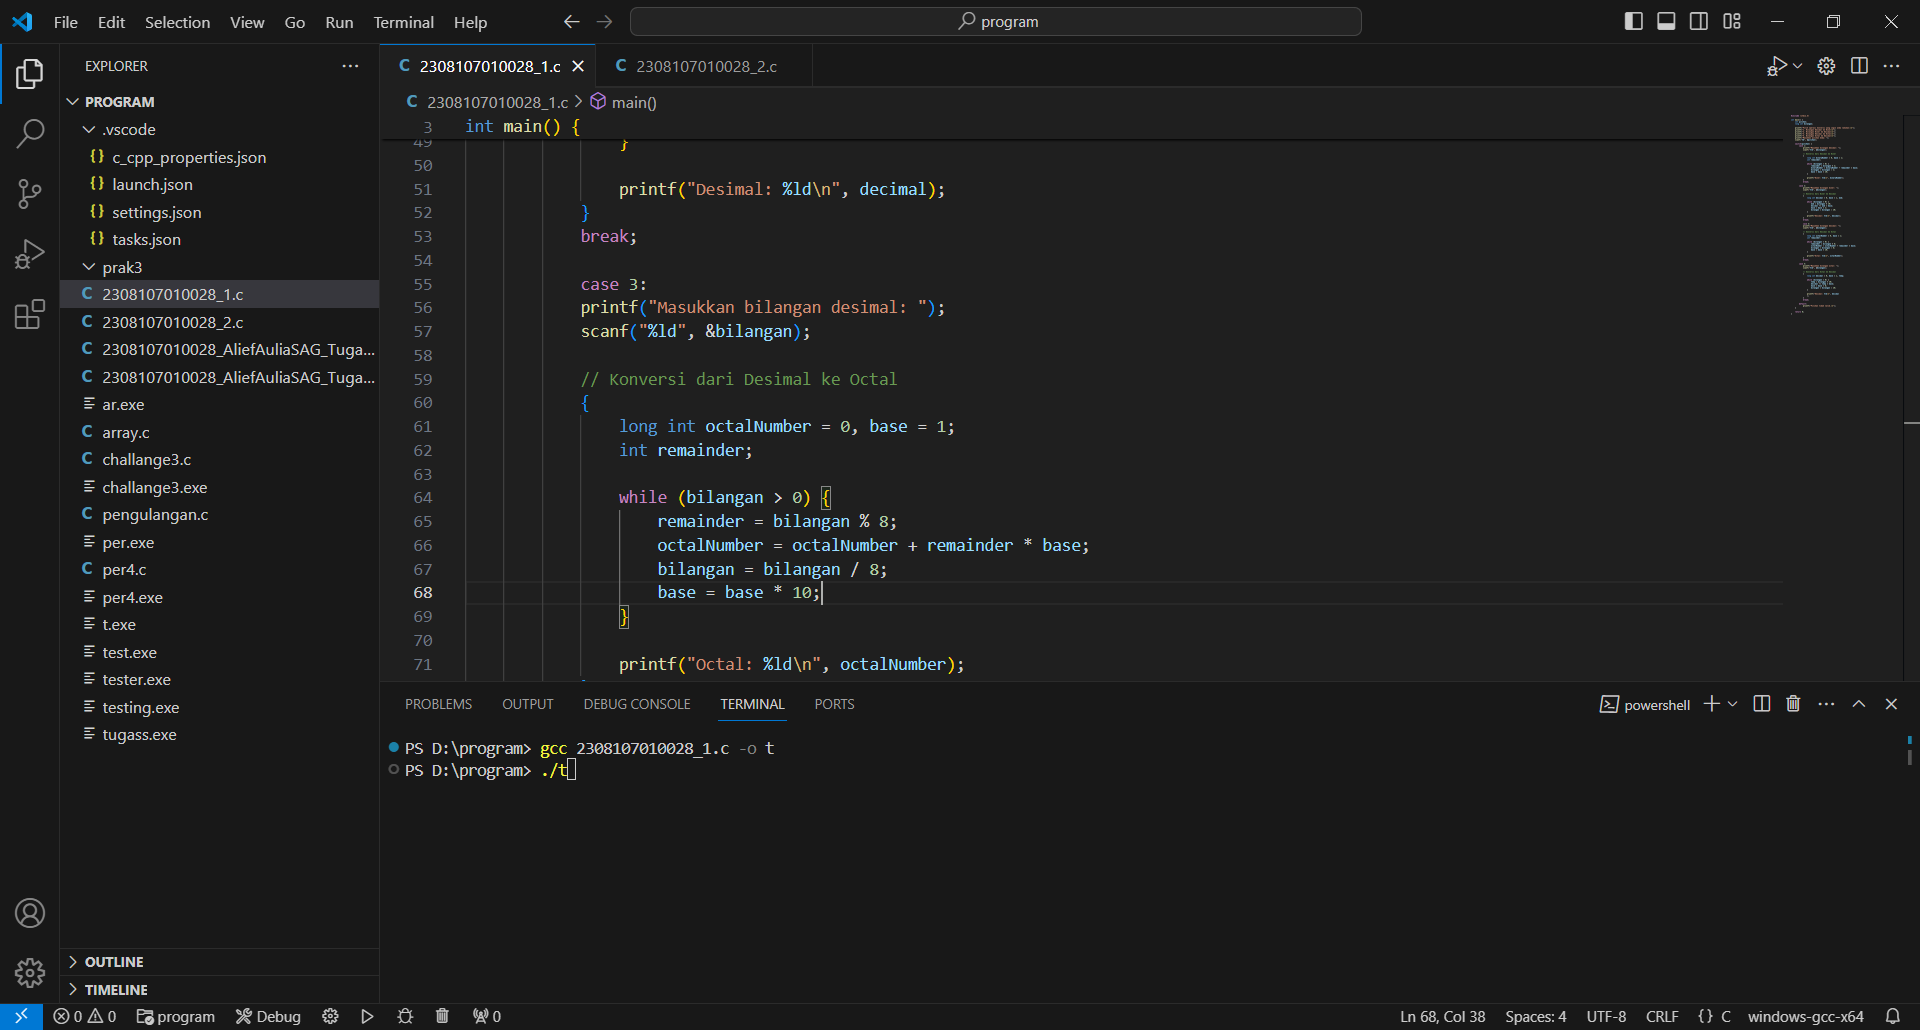 File Edit Selection View Go Run Terminal Help
program
EXPLORER
PROGRAM
.vscode
{} c_cpp_properties.json
{} launch.json
{} settings.json
{} tasks.json
prak3
C 2308107010028_1.c
C 2308107010028_2.c
C 2308107010028_AliefAuliaSAG_Tuga...
C 2308107010028_AliefAuliaSAG_Tuga...
ar.exe
C array.c
C challange3.c
challange3.exe
C pengulangan.c
per.exe
C per4.c
per4.exe
t.exe
test.exe
tester.exe
testing.exe
tugass.exe
OUTLINE
TIMELINE
C 2308107010028_1.c
C 2308107010028_2.c
C 2308107010028_1.c > main()
3 int main() {
49 }
50
51 printf("Desimal: %ld\n", decimal);
52 }
53 break;
54
55 case 3:
56 printf("Masukkan bilangan desimal: ");
57 scanf("%ld", &bilangan);
58
59 // Konversi dari Desimal ke Octal
60 {
61 long int octalNumber = 0, base = 1;
62 int remainder;
63
64 while (bilangan > 0) {
65 remainder = bilangan % 8;
66 octalNumber = octalNumber + remainder * base;
67 bilangan = bilangan / 8;
68 base = base * 10;
69 }
70
71 printf("Octal: %ld\n", octalNumber);
PROBLEMS OUTPUT DEBUG CONSOLE TERMINAL PORTS
powershell
PS D:\program> gcc 2308107010028_1.c -o t
PS D:\program> ./t
0 0 program Debug 0
Ln 68, Col 38 Spaces: 4 UTF-8 CRLF {} C windows-gcc-x64